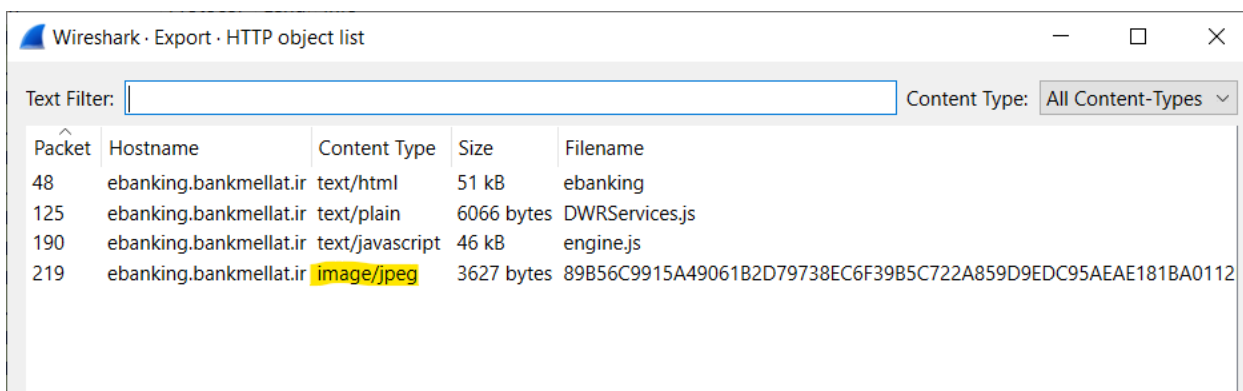 Wireshark · Export · HTTP object list
Text Filter: Content Type: All Content-Types
Packet Hostname Content Type Size Filename
48 ebanking.bankmellat.ir text/html 51 kB ebanking
125 ebanking.bankmellat.ir text/plain 6066 bytes DWRServices.js
190 ebanking.bankmellat.ir text/javascript 46 kB engine.js
219 ebanking.bankmellat.ir image/jpeg 3627 bytes 89B56C9915A49061B2D79738EC6F39B5C722A859D9EDC95AEAE181BA0112